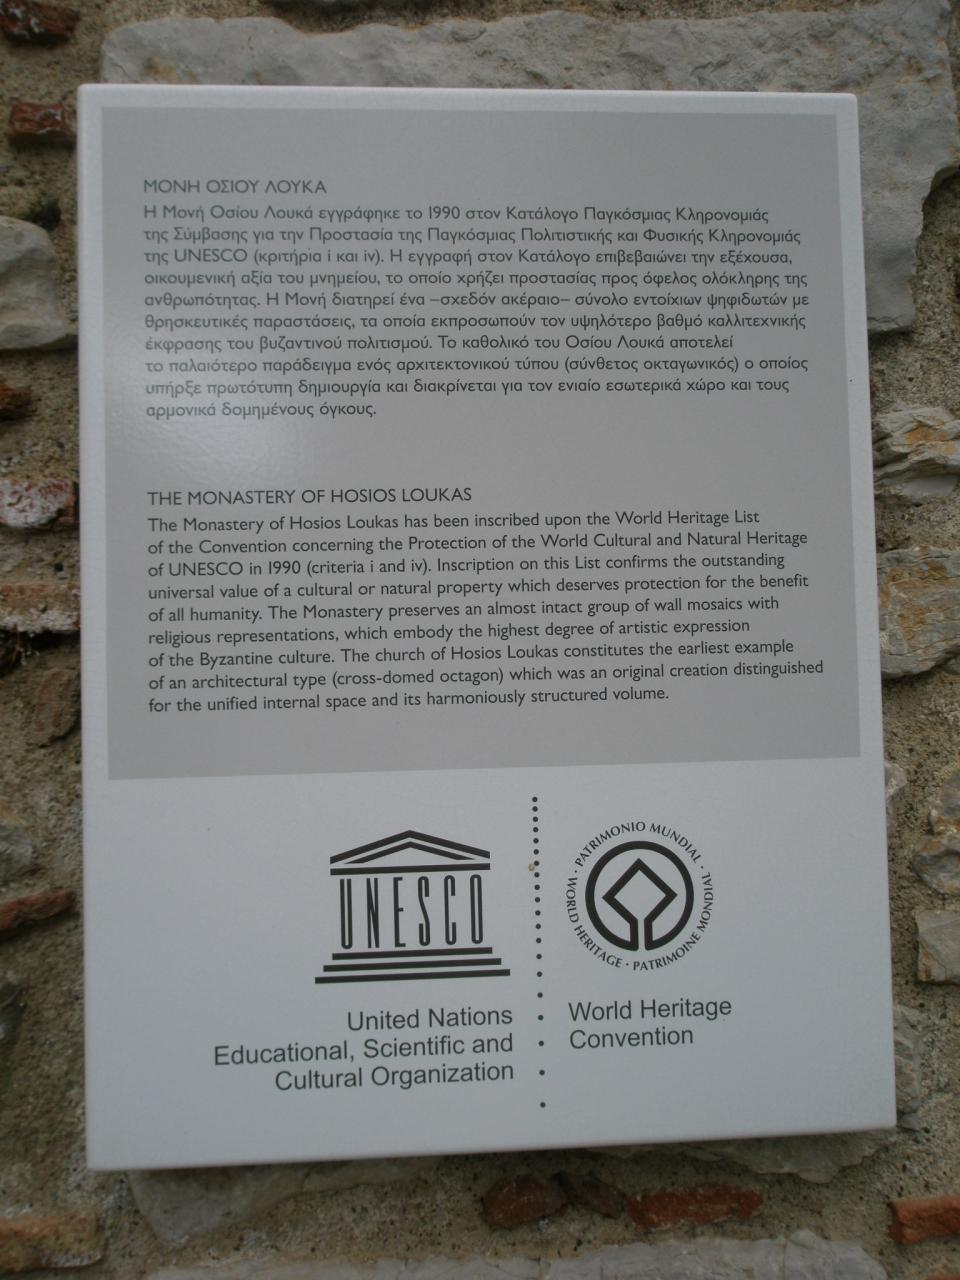 ΜΟΝΗ ΟΣΙΟΥ ΛΟΥΚΑ
Η Μονή Οσίου Λουκά εγγράφηκε το 1990 στον Κατάλογο Παγκόσμιας Κληρονομιάς
της Σύμβασης για την Προστασία της Παγκόσμιας Πολιτιστικής και Φυσικής Κληρονομιάς
της UNESCO (κριτήρια i και iv). Η εγγραφή στον Κατάλογο επιβεβαιώνει την εξέχουσα,
οικουμενική αξία του μνημείου, το οποίο χρήζει προστασίας προς όφελος ολόκληρης της
ανθρωπότητας. Η Μονή διατηρεί ένα –σχεδόν ακέραιο– σύνολο εντοίχιων ψηφιδωτών με
θρησκευτικές παραστάσεις, τα οποία εκπροσωπούν τον υψηλότερο βαθμό καλλιτεχνικής
έκφρασης του βυζαντινού πολιτισμού. Το καθολικό του Οσίου Λουκά αποτελεί
το παλαιότερο παράδειγμα ενός αρχιτεκτονικού τύπου (σύνθετος οκταγωνικός) ο οποίος
υπήρξε πρωτότυπη δημιουργία και διακρίνεται για τον ενιαίο εσωτερικά χώρο και τους
αρμονικά δομημένους όγκους.
THE MONASTERY OF HOSIOS LOUKAS
The Monastery of Hosios Loukas has been inscribed upon the World Heritage List
of the Convention concerning the Protection of the World Cultural and Natural Heritage
of UNESCO in 1990 (criteria i and iv). Inscription on this List confirms the outstanding
universal value of a cultural or natural property which deserves protection for the benefit
of all humanity. The Monastery preserves an almost intact group of wall mosaics with
religious representations, which embody the highest degree of artistic expression
of the Byzantine culture. The church of Hosios Loukas constitutes the earliest example
of an architectural type (cross-domed octagon) which was an original creation distinguished
for the unified internal space and its harmoniously structured volume.
UNESCO
United Nations
Educational, Scientific and
Cultural Organization
WORLD HERITAGE · PATRIMONIO MUNDIAL · PATRIMOINE MONDIAL ·
World Heritage
Convention